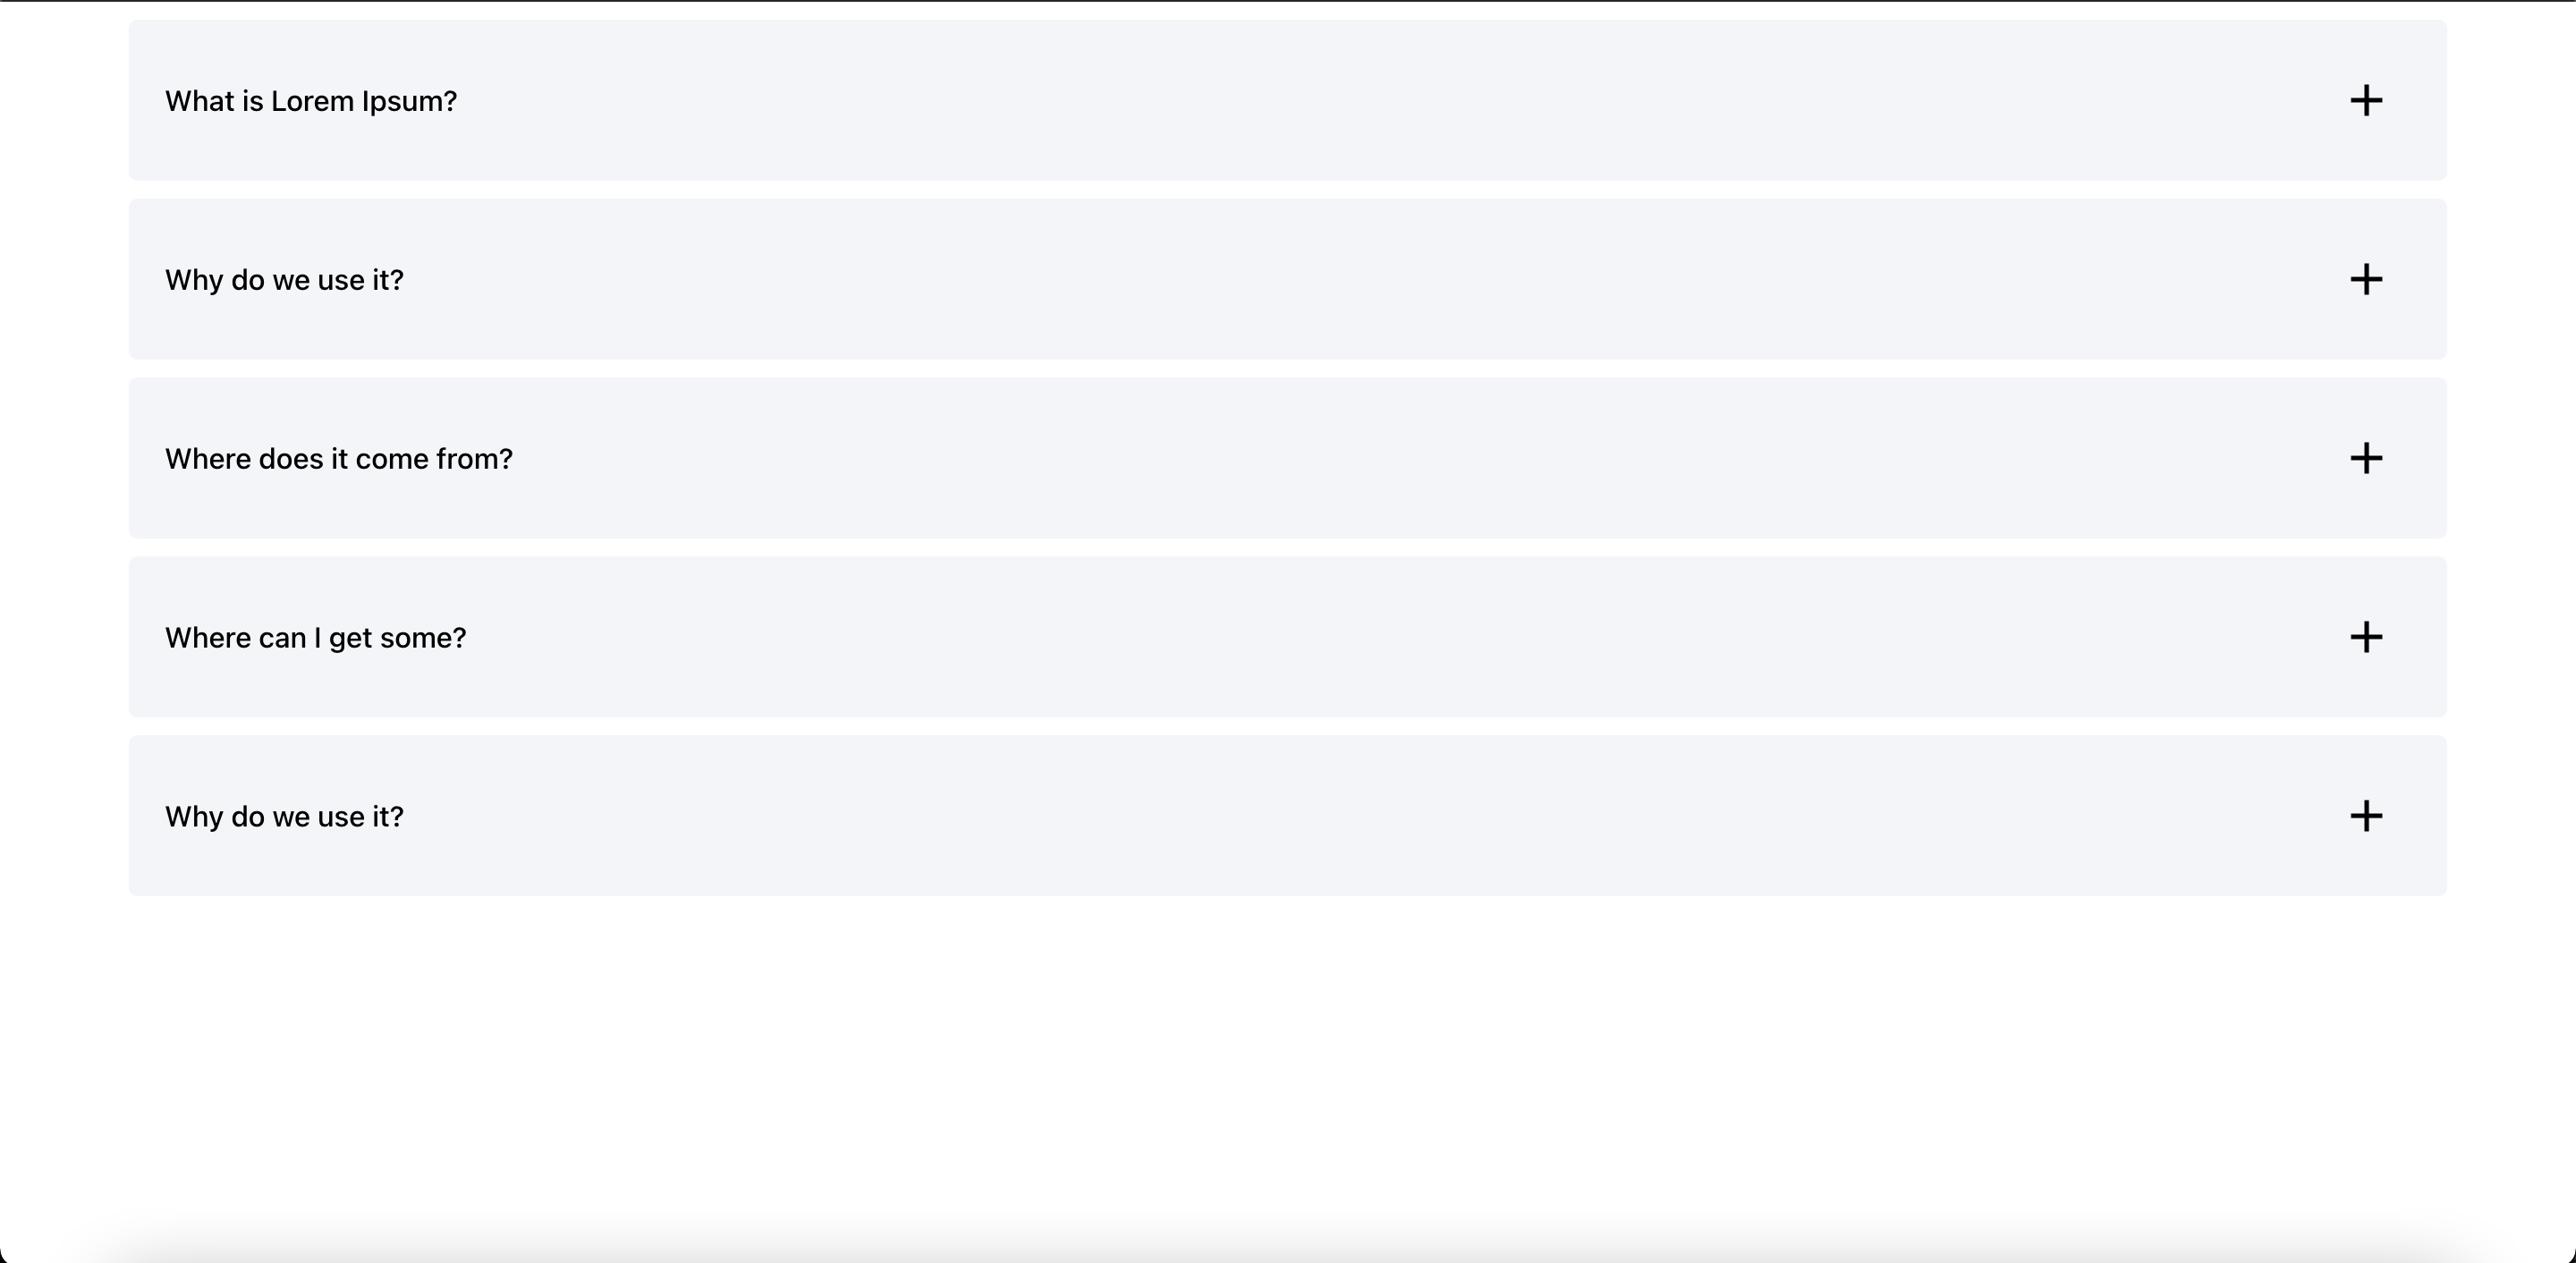 What is Lorem Ipsum?
Why do we use it?
Where does it come from?
Where can I get some?
Why do we use it?